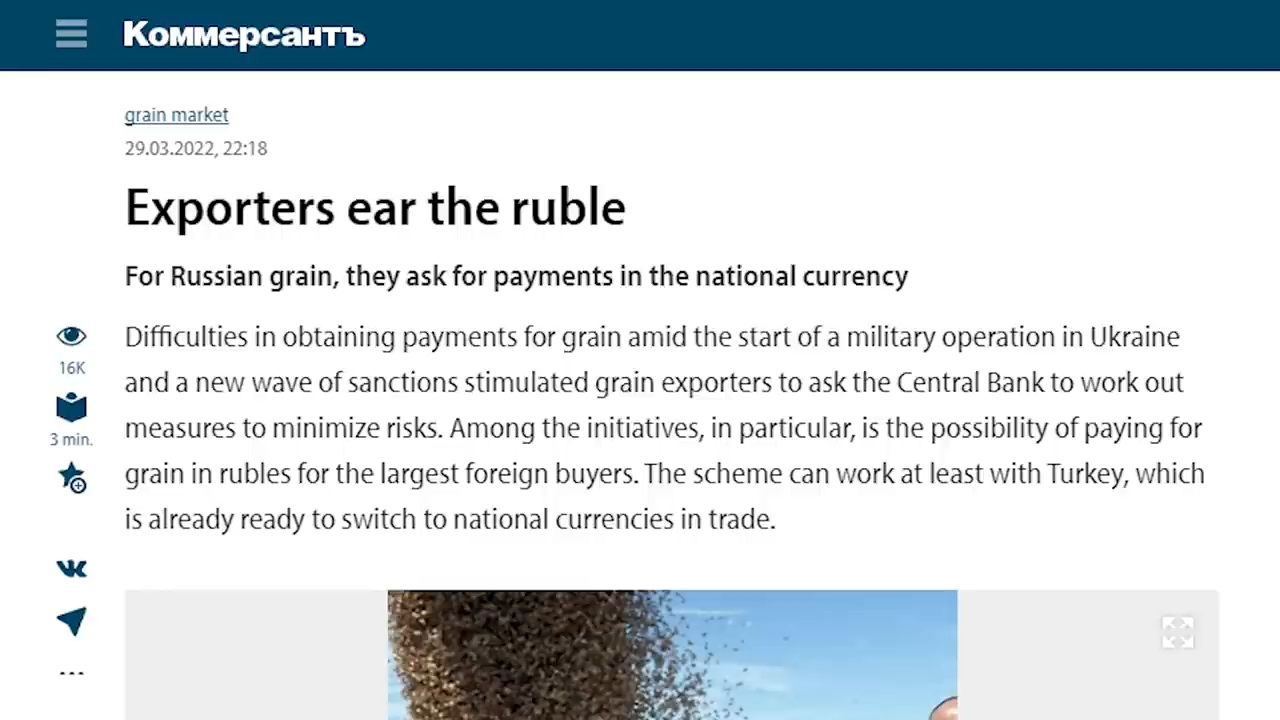 Коммерсантъ
grain market
29.03.2022, 22:18
Exporters ear the ruble
For Russian grain, they ask for payments in the national currency
Difficulties in obtaining payments for grain amid the start of a military operation in Ukraine
and a new wave of sanctions stimulated grain exporters to ask the Central Bank to work out
measures to minimize risks. Among the initiatives, in particular, is the possibility of paying for
grain in rubles for the largest foreign buyers. The scheme can work at least with Turkey, which
is already ready to switch to national currencies in trade.
16K
3 min.